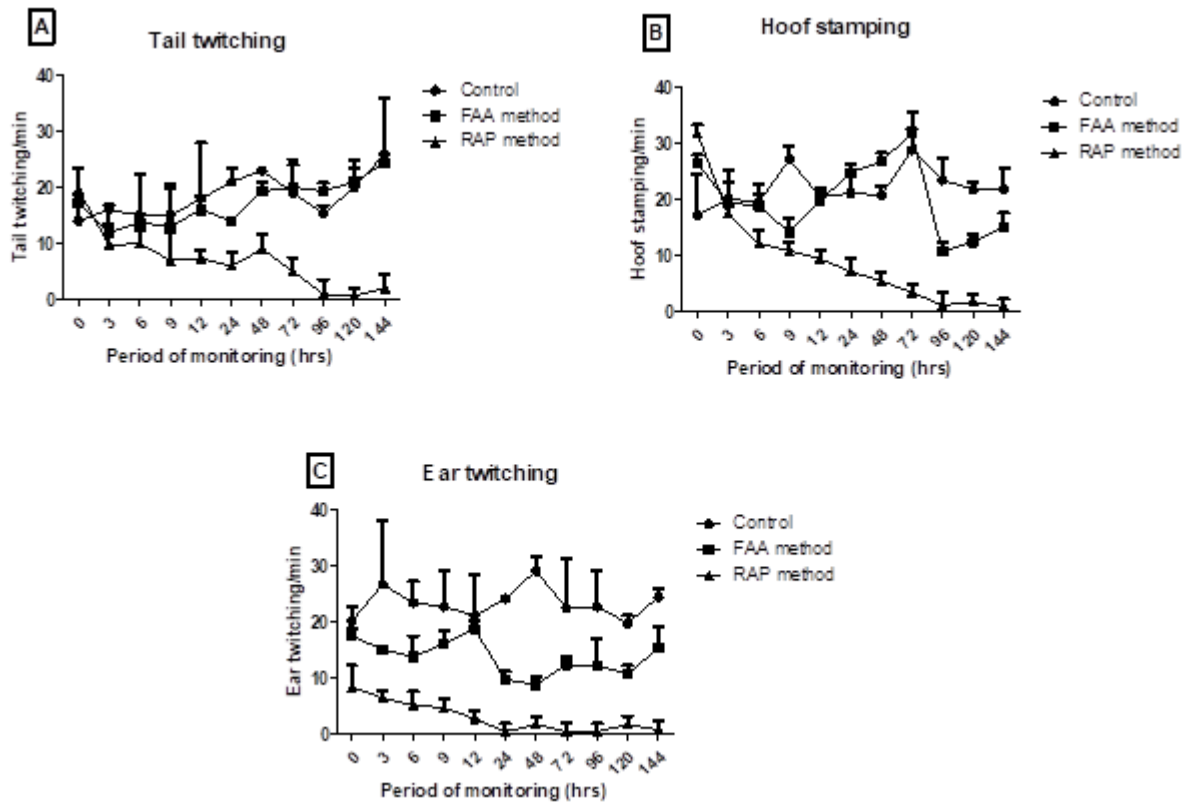 A
Tail twitching
40
30
20
10
0
Tail twitching/min
0 3 6 9 12 24 48 72 96 120 144
Period of monitoring (hrs)
Control
FAA method
RAP method
B
Hoof stamping
40
30
20
10
0
Hoof stamping/min
0 3 6 9 12 24 48 72 96 120 144
Period of monitoring (hrs)
Control
FAA method
RAP method
C
Ear twitching
40
30
20
10
0
Ear twitching/min
0 3 6 9 12 24 48 72 96 120 144
Period of monitoring (hrs)
Control
FAA method
RAP method